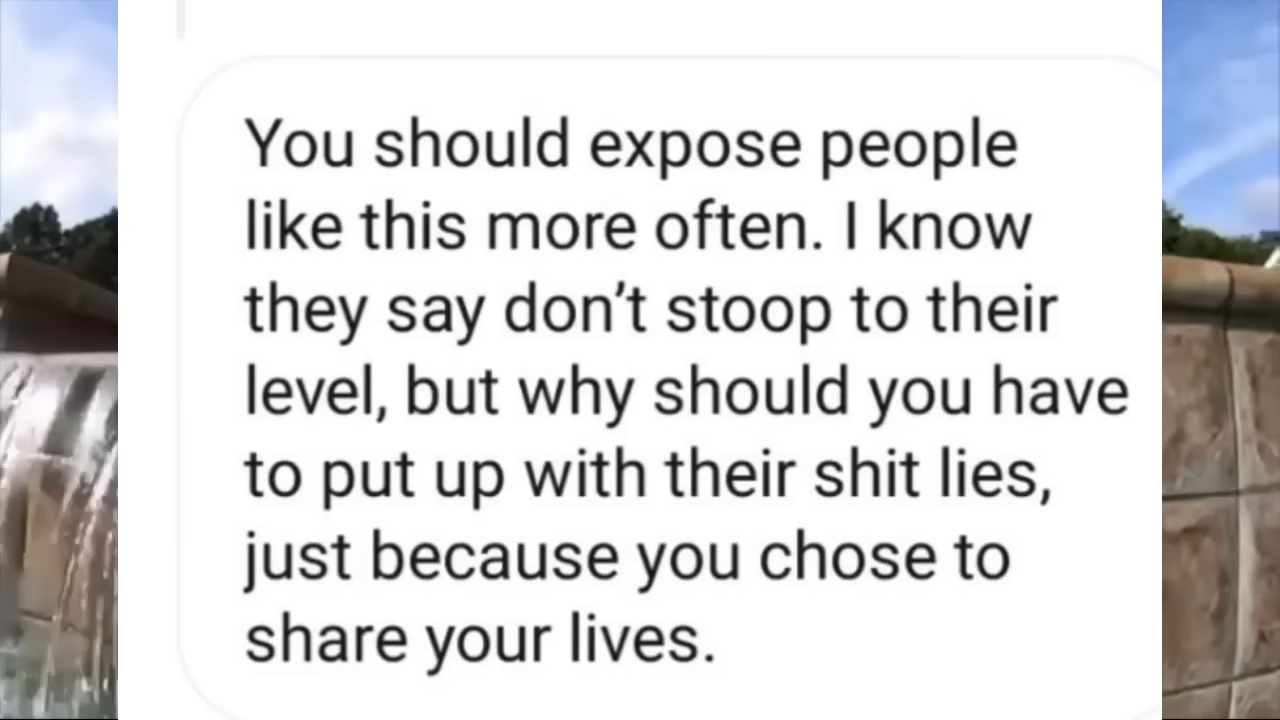 You should expose people
like this more often. I know
they say don’t stoop to their
level, but why should you have
to put up with their shit lies,
just because you chose to
share your lives.